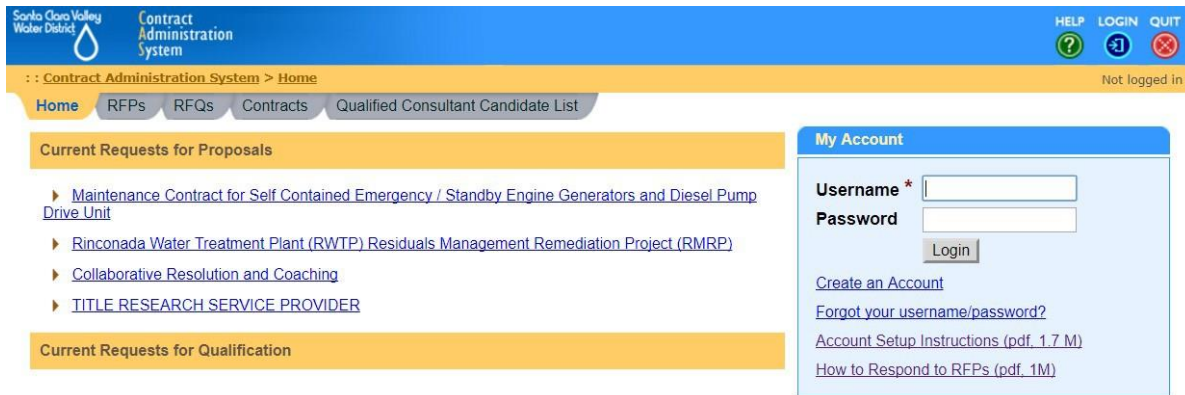 Santa Clara Valley
Water District
Contract
Administration
System
HELP LOGIN QUIT
: : Contract Administration System > Home
Not logged in
Home RFPs RFQs Contracts Qualified Consultant Candidate List
Current Requests for Proposals
Maintenance Contract for Self Contained Emergency / Standby Engine Generators and Diesel Pump
Drive Unit
Rinconada Water Treatment Plant (RWTP) Residuals Management Remediation Project (RMRP)
Collaborative Resolution and Coaching
TITLE RESEARCH SERVICE PROVIDER
Current Requests for Qualification
My Account
Username *
Password
Login
Create an Account
Forgot your username/password?
Account Setup Instructions (pdf, 1.7 M)
How to Respond to RFPs (pdf, 1M)